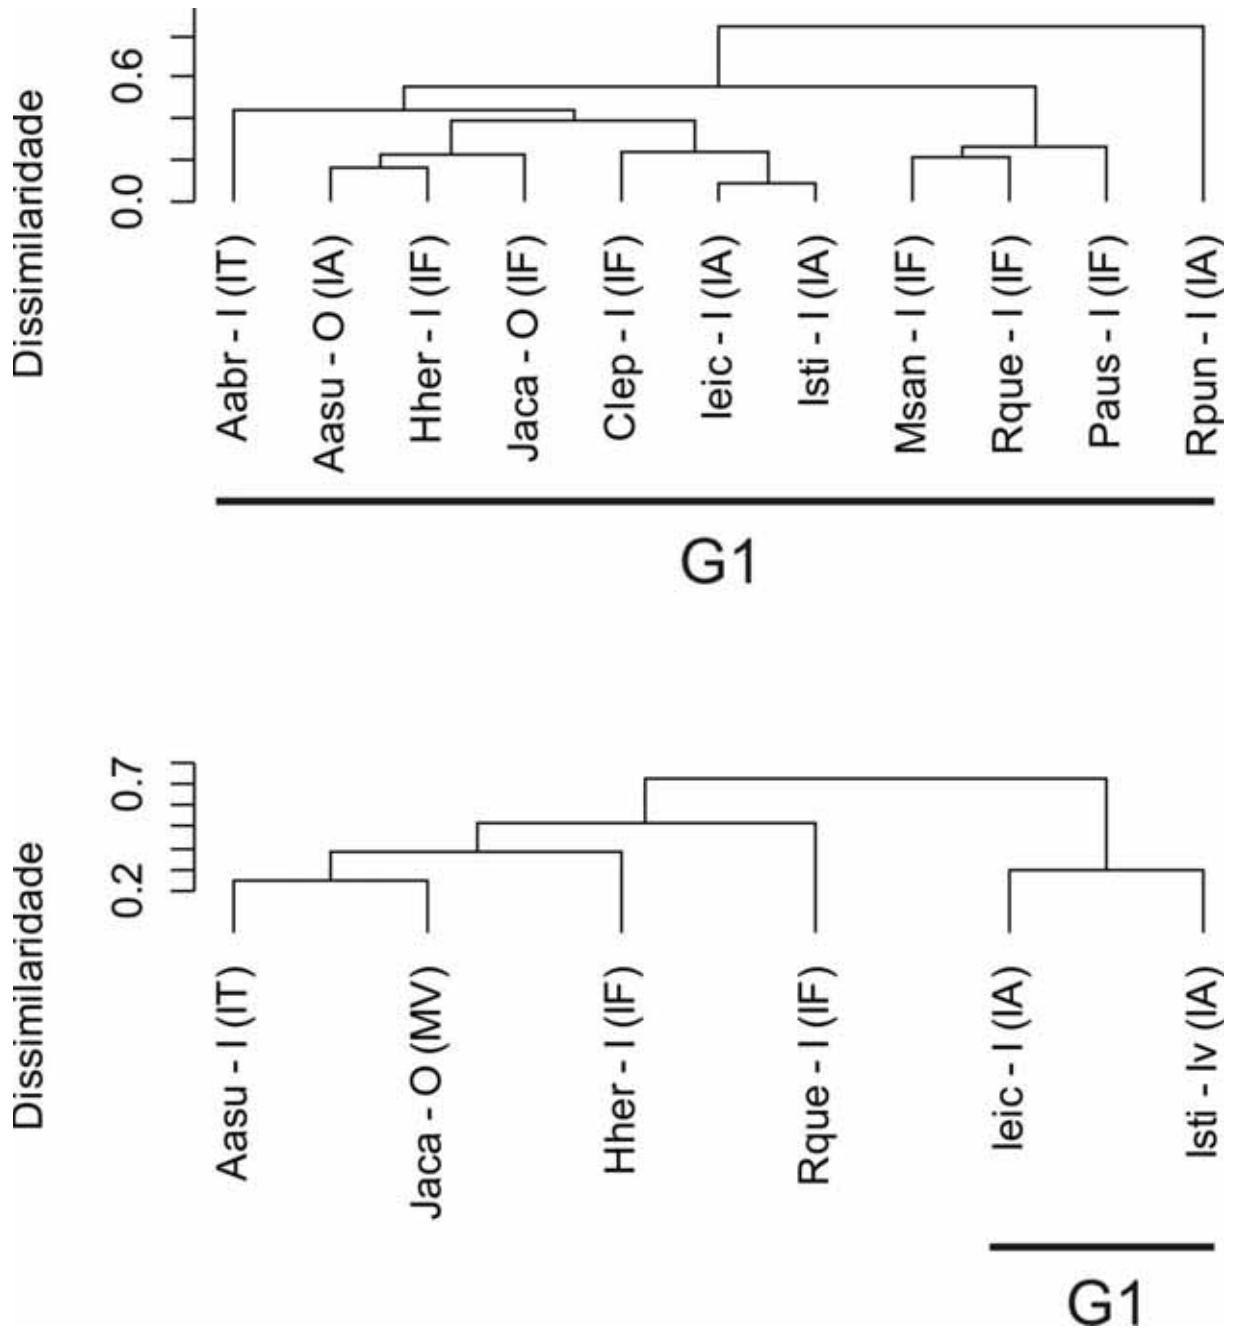 Dissimilaridade
0.6
0.0
Aabr - I (IT)
Aasu - O (IA)
Hher - I (IF)
Jaca - O (IF)
Clep - I (IF)
Ieic - I (IA)
Isti - I (IA)
Msan - I (IF)
Rque - I (IF)
Paus - I (IF)
Rpun - I (IA)
G1
Dissimilaridade
0.7
0.2
Aasu - I (IT)
Jaca - O (MV)
Hher - I (IF)
Rque - I (IF)
Ieic - I (IA)
Isti - Iv (IA)
G1